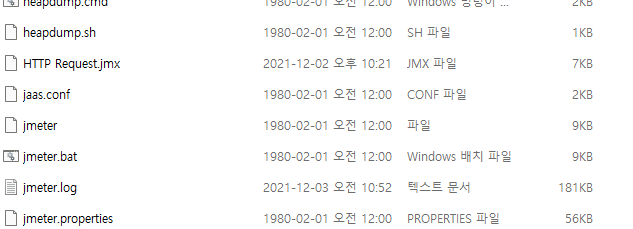 heapdump.cmd 1980-02-01 오전 12:00 Windows 명령어 ... 2KB
heapdump.sh 1980-02-01 오전 12:00 SH 파일 1KB
HTTP Request.jmx 2021-12-02 오후 10:21 JMX 파일 7KB
jaas.conf 1980-02-01 오전 12:00 CONF 파일 2KB
jmeter 1980-02-01 오전 12:00 파일 9KB
jmeter.bat 1980-02-01 오전 12:00 Windows 배치 파일 9KB
jmeter.log 2021-12-03 오전 10:52 텍스트 문서 181KB
jmeter.properties 1980-02-01 오전 12:00 PROPERTIES 파일 56KB